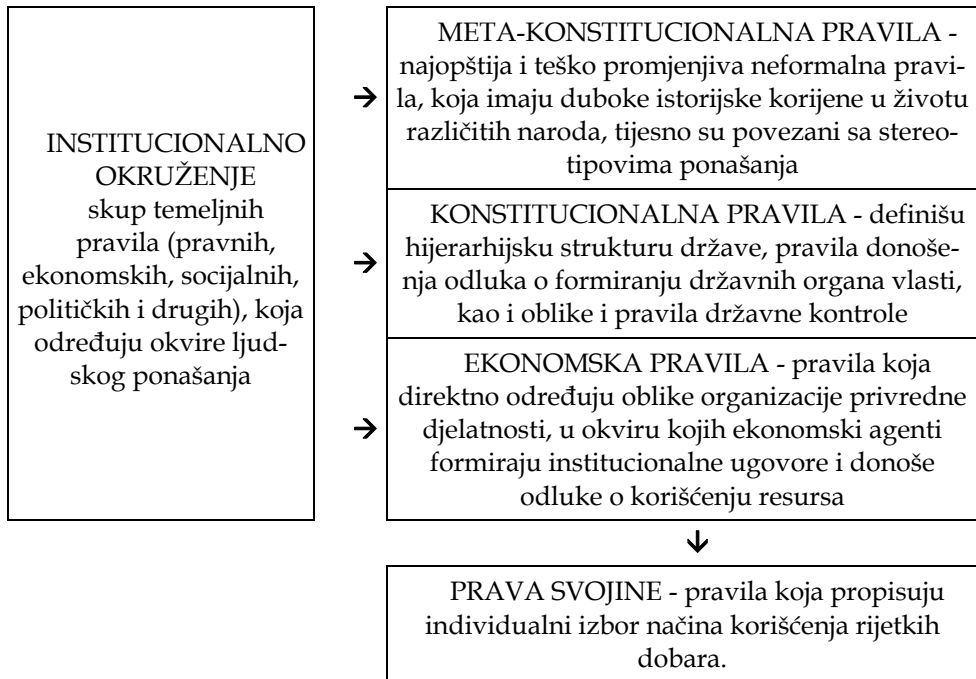 INSTITUCIONALNO
OKRUŽENJE
skup temeljnih
pravila (pravnih,
ekonomskih, socijalnih,
političkih i drugih), koja
određuju okvire ljud-
skog ponašanja
→
META-KONSTITUCIONALNA PRAVILA -
najopštija i teško promjenjiva neformalna pravi-
la, koja imaju duboke istorijske korijene u životu
različitih naroda, tijesno su povezani sa stereo-
tipovima ponašanja
→
KONSTITUCIONALNA PRAVILA - definišu
hijerarhijsku strukturu države, pravila donoše-
nja odluka o formiranju državnih organa vlasti,
kao i oblike i pravila državne kontrole
→
EKONOMSKA PRAVILA - pravila koja
direktno određuju oblike organizacije privredne
djelatnosti, u okviru kojih ekonomski agenti
formiraju institucionalne ugovore i donoše
odluke o korišćenju resursa
↓
PRAVA SVOJINE - pravila koja propisuju
individualni izbor načina korišćenja rijetkih
dobara.